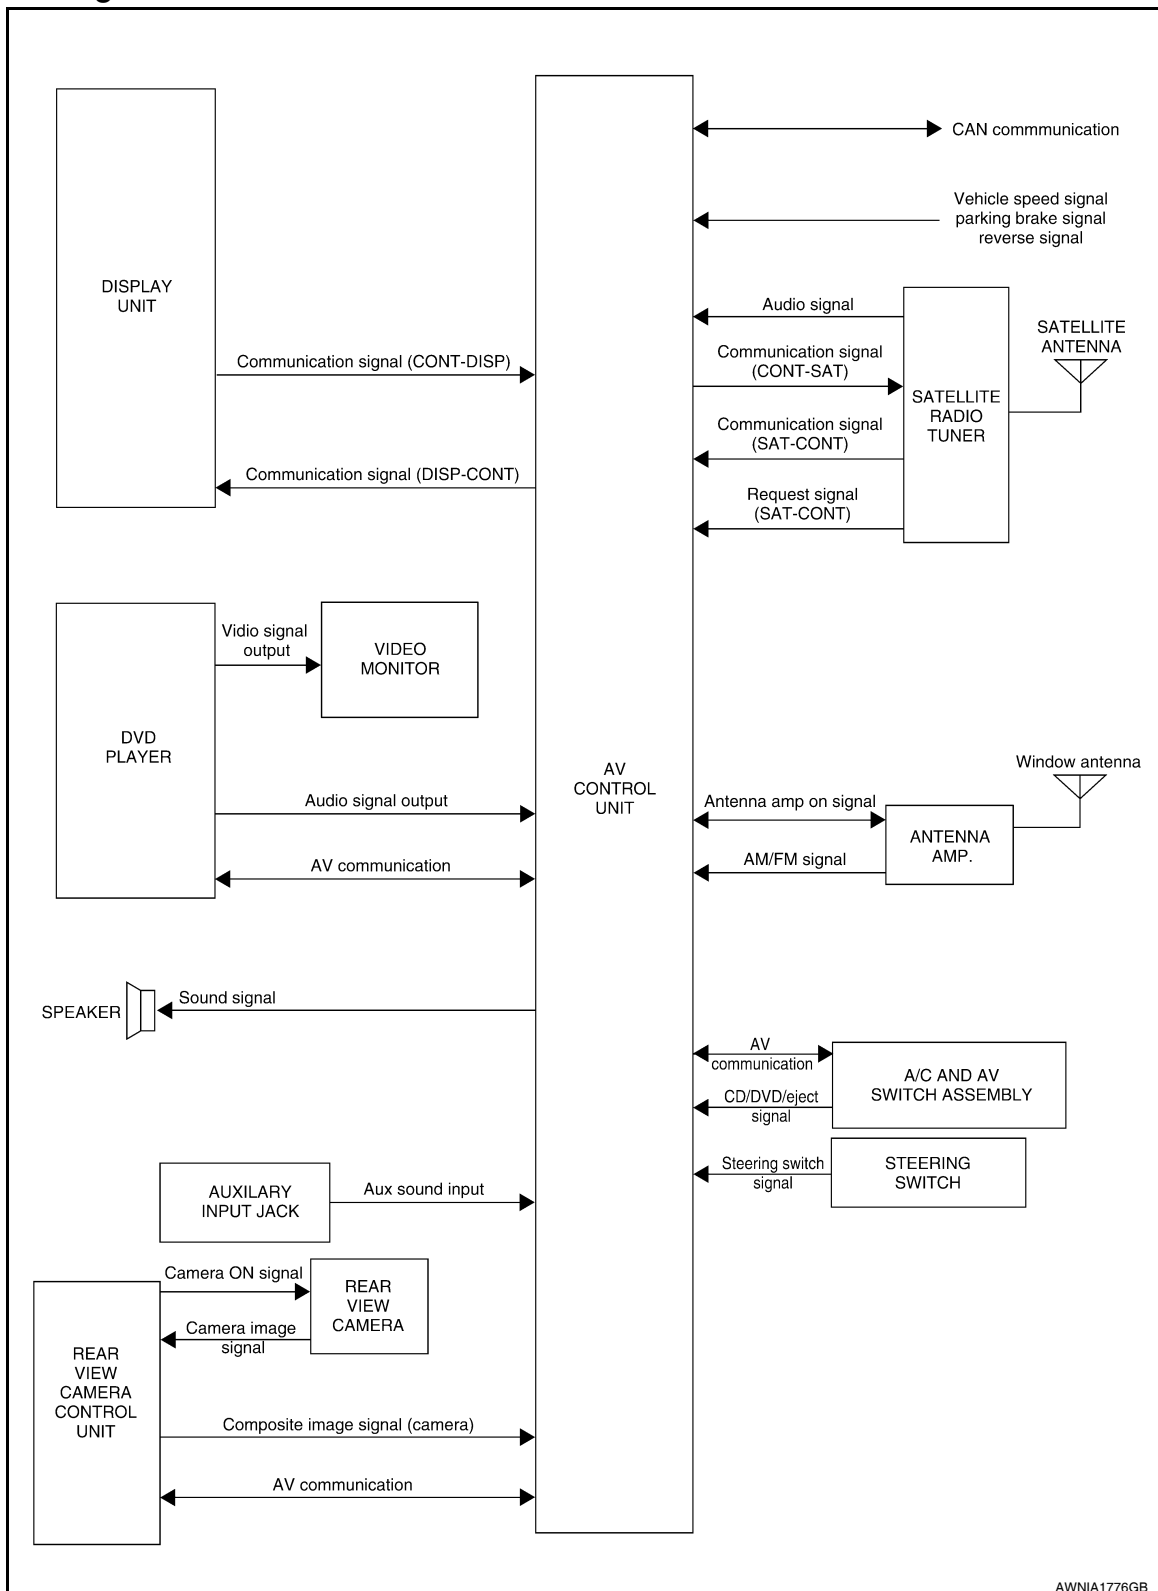 CAN commmunication
Vehicle speed signal
parking brake signal
reverse signal
DISPLAY
UNIT
Communication signal (CONT-DISP)
Communication signal (DISP-CONT)
Audio signal
Communication signal
(CONT-SAT)
Communication signal
(SAT-CONT)
Request signal
(SAT-CONT)
SATELLITE
RADIO
TUNER
SATELLITE
ANTENNA
DVD
PLAYER
Vidio signal
output
VIDEO
MONITOR
Audio signal output
AV communication
AV
CONTROL
UNIT
Antenna amp on signal
AM/FM signal
ANTENNA
AMP.
Window antenna
SPEAKER
Sound signal
AV
communication
CD/DVD/eject
signal
A/C AND AV
SWITCH ASSEMBLY
Steering switch
signal
STEERING
SWITCH
AUXILARY
INPUT JACK
Aux sound input
Camera ON signal
Camera image
signal
REAR
VIEW
CAMERA
REAR
VIEW
CAMERA
CONTROL
UNIT
Composite image signal (camera)
AV communication
AWNIA1776GB